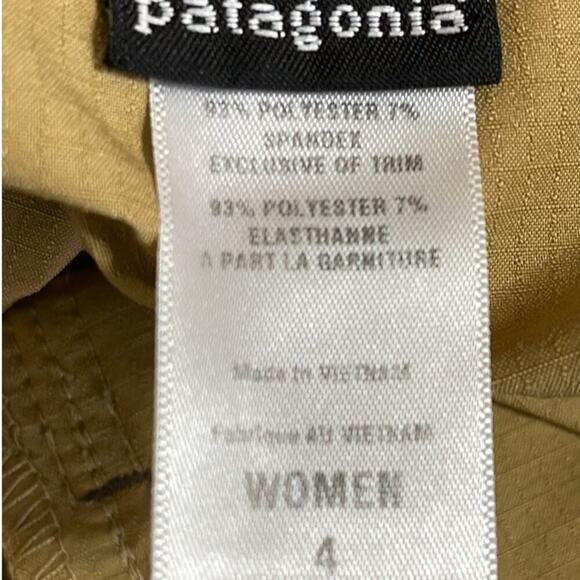 patagonia
93% POLYESTER 7%
SPANDEX
EXCLUSIVE OF TRIM
93% POLYESTER 7%
ELASTHANNE
A PART LA GARNITURE
Made in VIETNAM
Fabrique AU VIETNAM
WOMEN
4